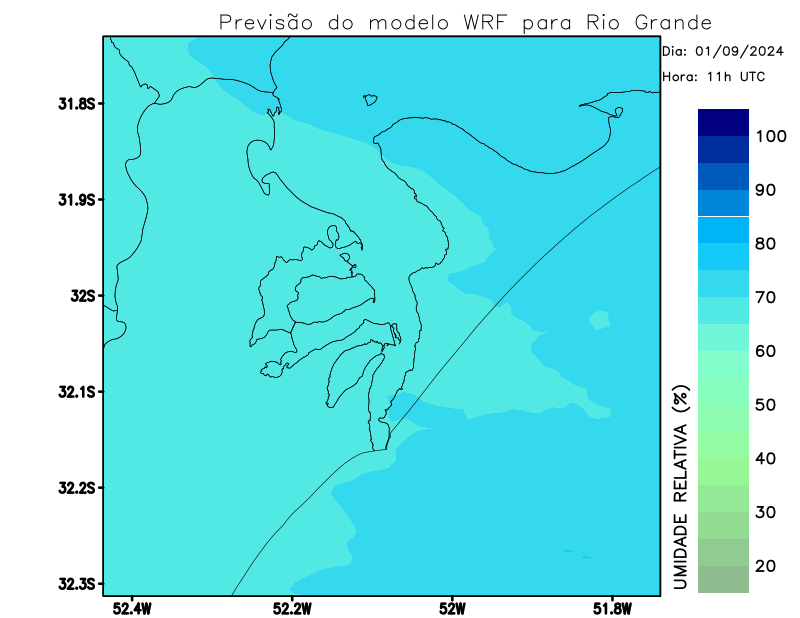 Previsão do modelo WRF para Rio Grande
Dia: 01/09/2024
Hora: 11h UTC
31.8S
31.9S
32S
32.1S
32.2S
32.3S
52.4W
52.2W
52W
51.8W
100
90
80
70
60
50
40
30
20
UMIDADE RELATIVA (%)